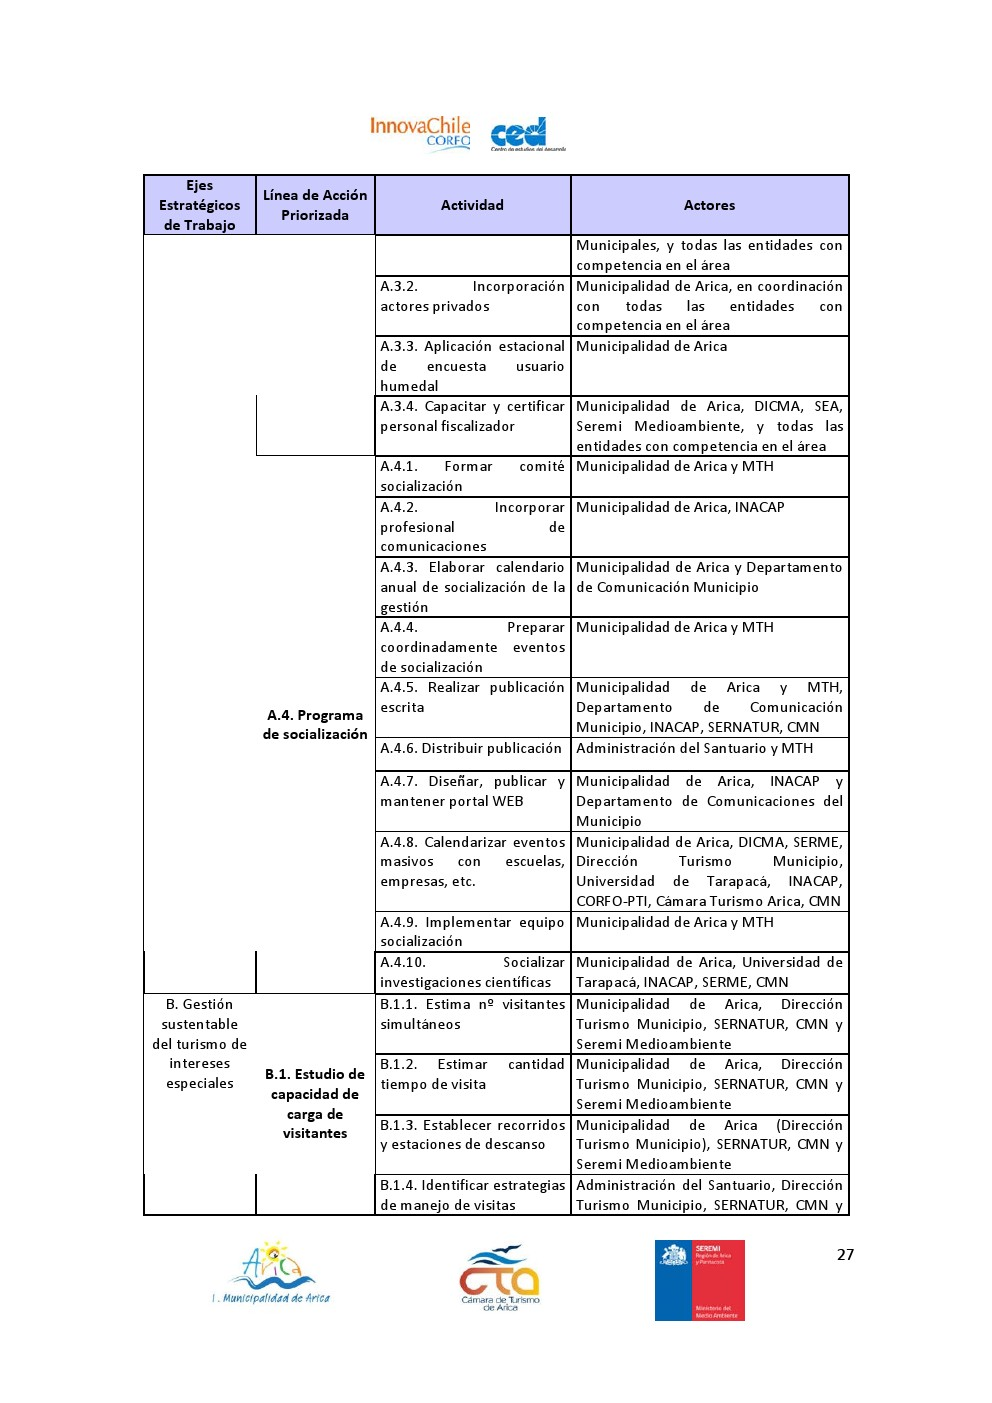 InnovaChile
CORFO
ced
Centro de estudios del desarrollo
Ejes
Estratégicos
de Trabajo
Línea de Acción
Priorizada
Actividad
Actores
Municipales, y todas las entidades con
competencia en el área
A.3.2. Incorporación
actores privados
Municipalidad de Arica, en coordinación
con todas las entidades con
competencia en el área
A.3.3. Aplicación estacional
de encuesta usuario
humedal
Municipalidad de Arica
A.3.4. Capacitar y certificar
personal fiscalizador
Municipalidad de Arica, DICMA, SEA,
Seremi Medioambiente, y todas las
entidades con competencia en el área
A.4. Programa
de socialización
A.4.1. Formar comité
socialización
Municipalidad de Arica y MTH
A.4.2. Incorporar
profesional de
comunicaciones
Municipalidad de Arica, INACAP
A.4.3. Elaborar calendario
anual de socialización de la
gestión
Municipalidad de Arica y Departamento
de Comunicación Municipio
A.4.4. Preparar
coordinadamente eventos
de socialización
Municipalidad de Arica y MTH
A.4.5. Realizar publicación
escrita
Municipalidad de Arica y MTH,
Departamento de Comunicación
Municipio, INACAP, SERNATUR, CMN
A.4.6. Distribuir publicación
Administración del Santuario y MTH
A.4.7. Diseñar, publicar y
mantener portal WEB
Municipalidad de Arica, INACAP y
Departamento de Comunicaciones del
Municipio
A.4.8. Calendarizar eventos
masivos con escuelas,
empresas, etc.
Municipalidad de Arica, DICMA, SERME,
Dirección Turismo Municipio,
Universidad de Tarapacá, INACAP,
CORFO-PTI, Cámara Turismo Arica, CMN
A.4.9. Implementar equipo
socialización
Municipalidad de Arica y MTH
A.4.10. Socializar
investigaciones científicas
Municipalidad de Arica, Universidad de
Tarapacá, INACAP, SERME, CMN
B. Gestión
sustentable
del turismo de
intereses
especiales
B.1. Estudio de
capacidad de
carga de
visitantes
B.1.1. Estima nº visitantes
simultáneos
Municipalidad de Arica, Dirección
Turismo Municipio, SERNATUR, CMN y
Seremi Medioambiente
B.1.2. Estimar cantidad
tiempo de visita
Municipalidad de Arica, Dirección
Turismo Municipio, SERNATUR, CMN y
Seremi Medioambiente
B.1.3. Establecer recorridos
y estaciones de descanso
Municipalidad de Arica (Dirección
Turismo Municipio), SERNATUR, CMN y
Seremi Medioambiente
B.1.4. Identificar estrategias
de manejo de visitas
Administración del Santuario, Dirección
Turismo Municipio, SERNATUR, CMN y
Arica
I. Municipalidad de Arica
CTA
Cámara de Turismo
de Arica
SEREMI
Región de Arica
y Parinacota
Ministerio del
Medio Ambiente
27